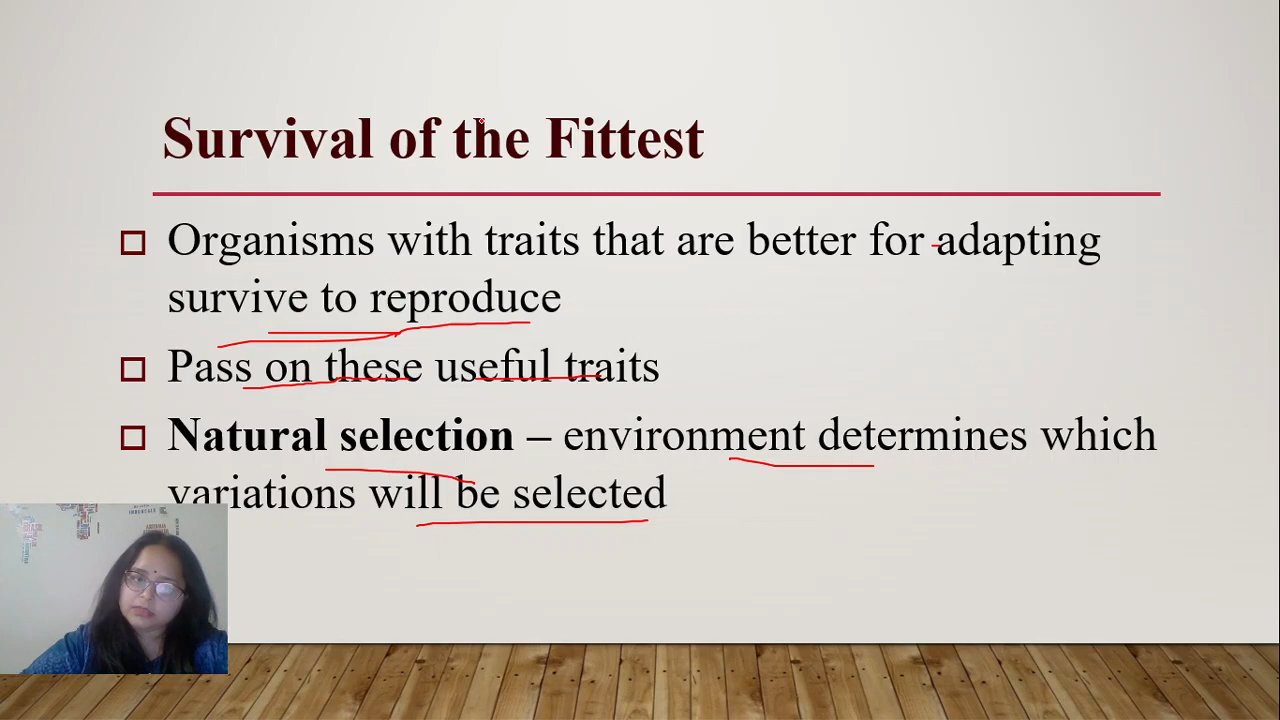 Survival of the Fittest
Organisms with traits that are better for adapting
survive to reproduce
Pass on these useful traits
Natural selection – environment determines which
variations will be selected